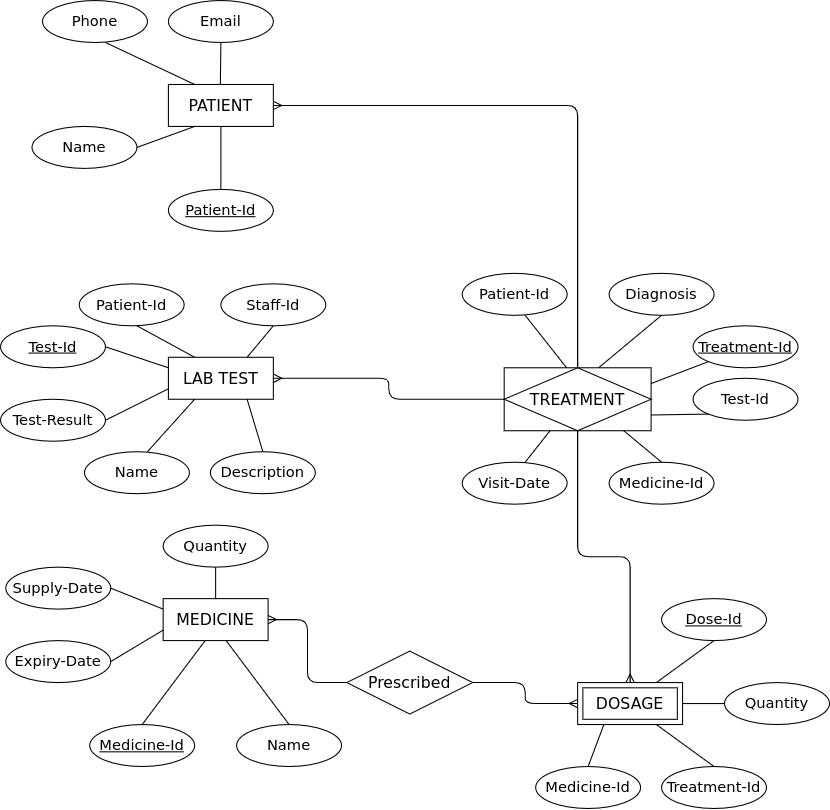 Phone
Email
PATIENT
Name
Patient-Id
Patient-Id
Staff-Id
Test-Id
LAB TEST
Test-Result
Name
Description
Patient-Id
Diagnosis
Treatment-Id
TREATMENT
Test-Id
Visit-Date
Medicine-Id
Quantity
Supply-Date
MEDICINE
Expiry-Date
Medicine-Id
Name
Prescribed
Dose-Id
DOSAGE
Quantity
Medicine-Id
Treatment-Id